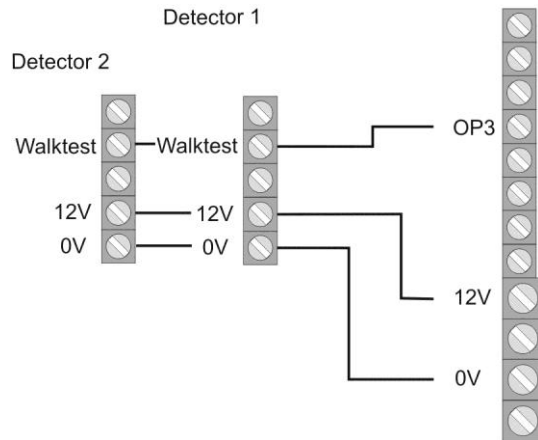 Detector 1
Detector 2
OP3
Walktest Walktest
12V 12V
0V 0V
12V
0V